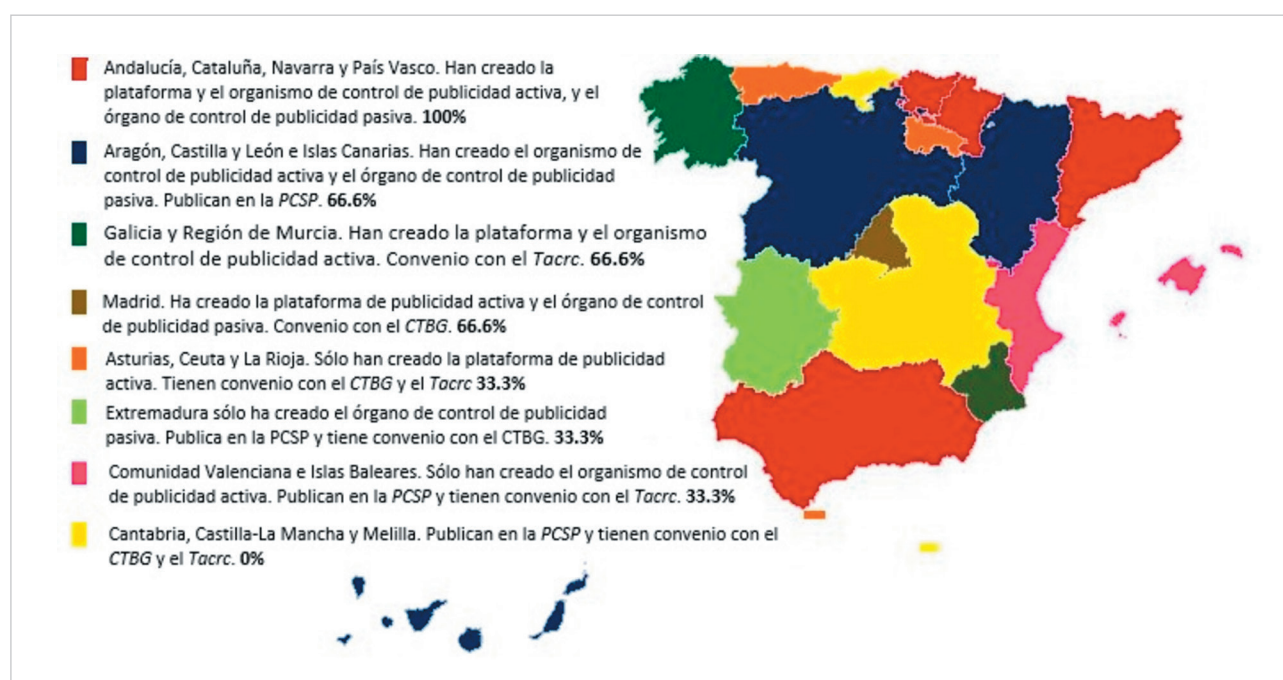 Andalucía, Cataluña, Navarra y País Vasco. Han creado la
plataforma y el organismo de control de publicidad activa, y el
órgano de control de publicidad pasiva. 100%
Aragón, Castilla y León e Islas Canarias. Han creado el organismo de
control de publicidad activa y el órgano de control de publicidad
pasiva. Publican en la PCSP. 66.6%
Galicia y Región de Murcia. Han creado la plataforma y el organismo
de control de publicidad activa. Convenio con el Tacrc. 66.6%
Madrid. Ha creado la plataforma de publicidad activa y el órgano de control
de publicidad pasiva. Convenio con el CTBG. 66.6%
Asturias, Ceuta y La Rioja. Sólo han creado la plataforma de publicidad
activa. Tienen convenio con el CTBG y el Tacrc 33.3%
Extremadura sólo ha creado el órgano de control de publicidad
pasiva. Publica en la PCSP y tiene convenio con el CTBG. 33.3%
Comunidad Valenciana e Islas Baleares. Sólo han creado el organismo de control
de publicidad activa. Publican en la PCSP y tienen convenio con el Tacrc. 33.3%
Cantabria, Castilla-La Mancha y Melilla. Publican en la PCSP y tienen convenio con el
CTBG y el Tacrc. 0%